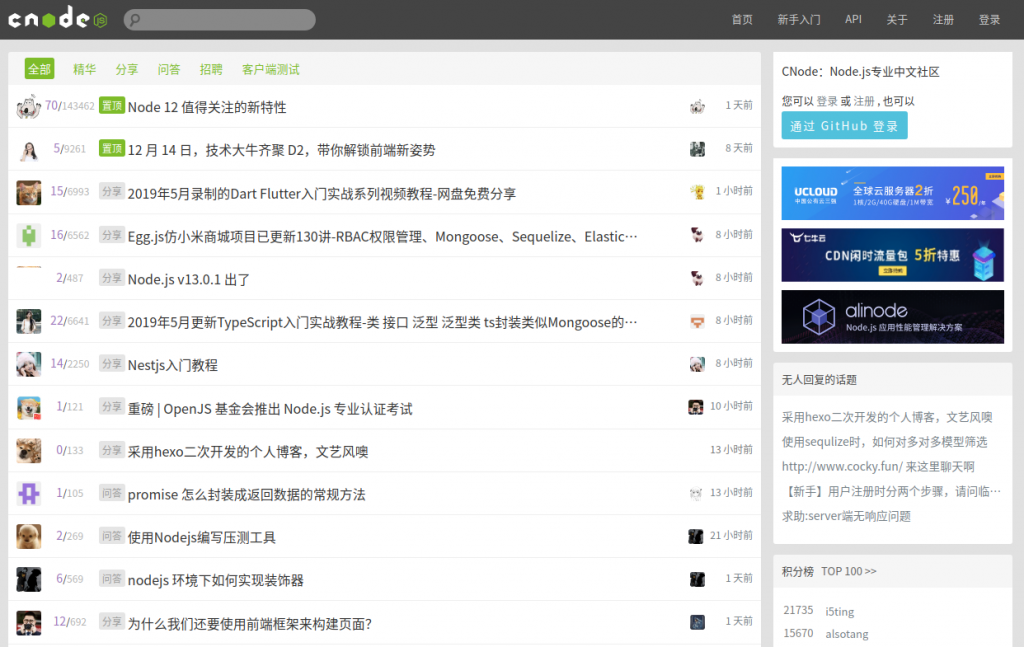 cnode JS
首页 新手入门 API 关于 注册 登录
全部 精华 分享 问答 招聘 客户端测试
70/143462 置顶 Node 12 值得关注的新特性 1 天前
5/9261 置顶 12 月 14 日，技术大牛齐聚 D2，带你解锁前端新姿势 8 天前
15/6993 分享 2019年5月录制的Dart Flutter入门实战系列视频教程-网盘免费分享 1 小时前
16/6562 分享 Egg.js仿小米商城项目已更新130讲-RBAC权限管理、Mongoose、Sequelize、Elastic… 8 小时前
2/487 分享 Node.js v13.0.1 出了 8 小时前
22/6641 分享 2019年5月更新TypeScript入门实战教程-类 接口 泛型 泛型类 ts封装类似Mongoose的… 8 小时前
14/2250 分享 Nestjs入门教程 8 小时前
1/121 分享 重磅 | OpenJS 基金会推出 Node.js 专业认证考试 10 小时前
0/133 分享 采用hexo二次开发的个人博客，文艺风噢 13 小时前
1/105 问答 promise 怎么封装成返回数据的常规方法 13 小时前
2/269 问答 使用Nodejs编写压测工具 21 小时前
6/569 问答 nodejs 环境下如何实现装饰器 1 天前
12/692 分享 为什么我们还要使用前端框架来构建页面？ 1 天前
CNode：Node.js专业中文社区
您可以 登录 或 注册 , 也可以
通过 GitHub 登录
UCLOUD 全球云服务器2折
1核/2G/40G硬盘/1M带宽 ¥250/年
七牛云
CDN闲时流量包 5折特惠
alinode
Node.js 应用性能管理解决方案
无人回复的话题
采用hexo二次开发的个人博客，文艺风噢
使用sequlize时，如何对多对多模型筛选
http://www.cocky.fun/ 来这里聊天啊
【新手】用户注册时分两个步骤，请问临…
求助:server端无响应问题
积分榜 TOP 100 >>
21735 i5ting
15670 alsotang